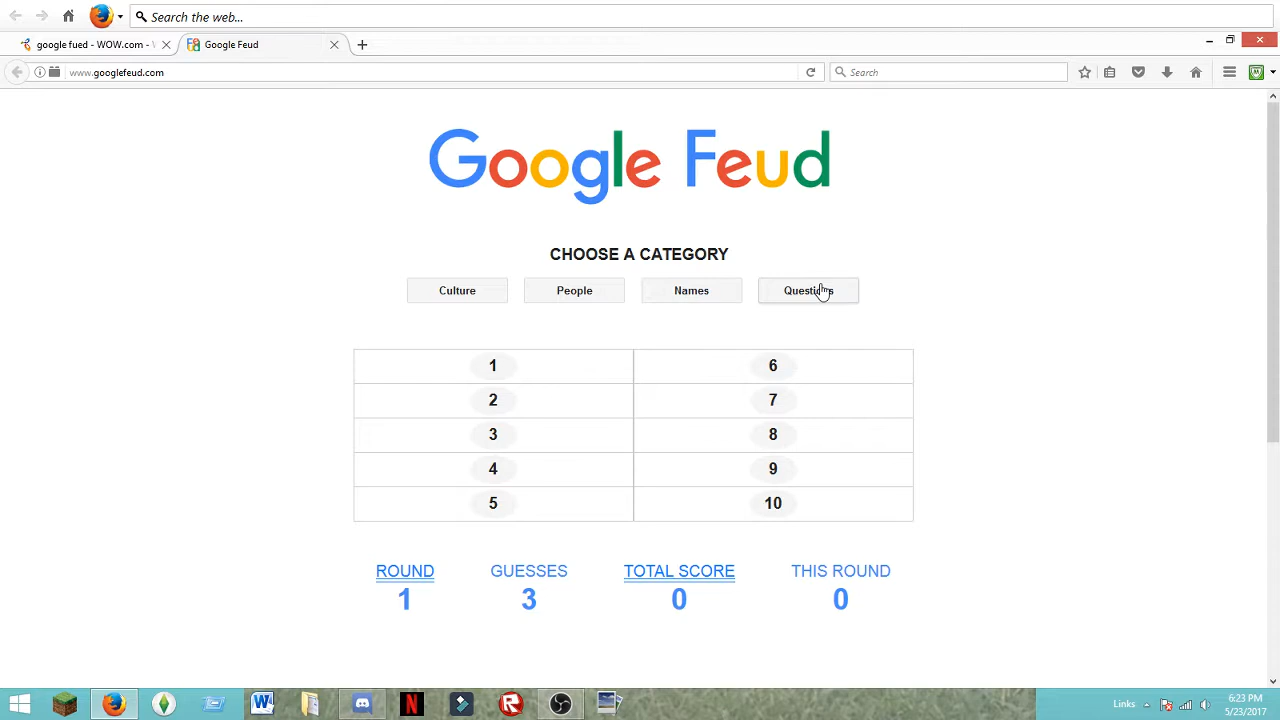 Search the web...
google fued - WOW.com -
Google Feud
www.googlefeud.com
Search
Google Feud
CHOOSE A CATEGORY
Culture People Names Questions
1 6
2 7
3 8
4 9
5 10
ROUND GUESSES TOTAL SCORE THIS ROUND
1 3 0 0
Links 6:23 PM
5/23/2017